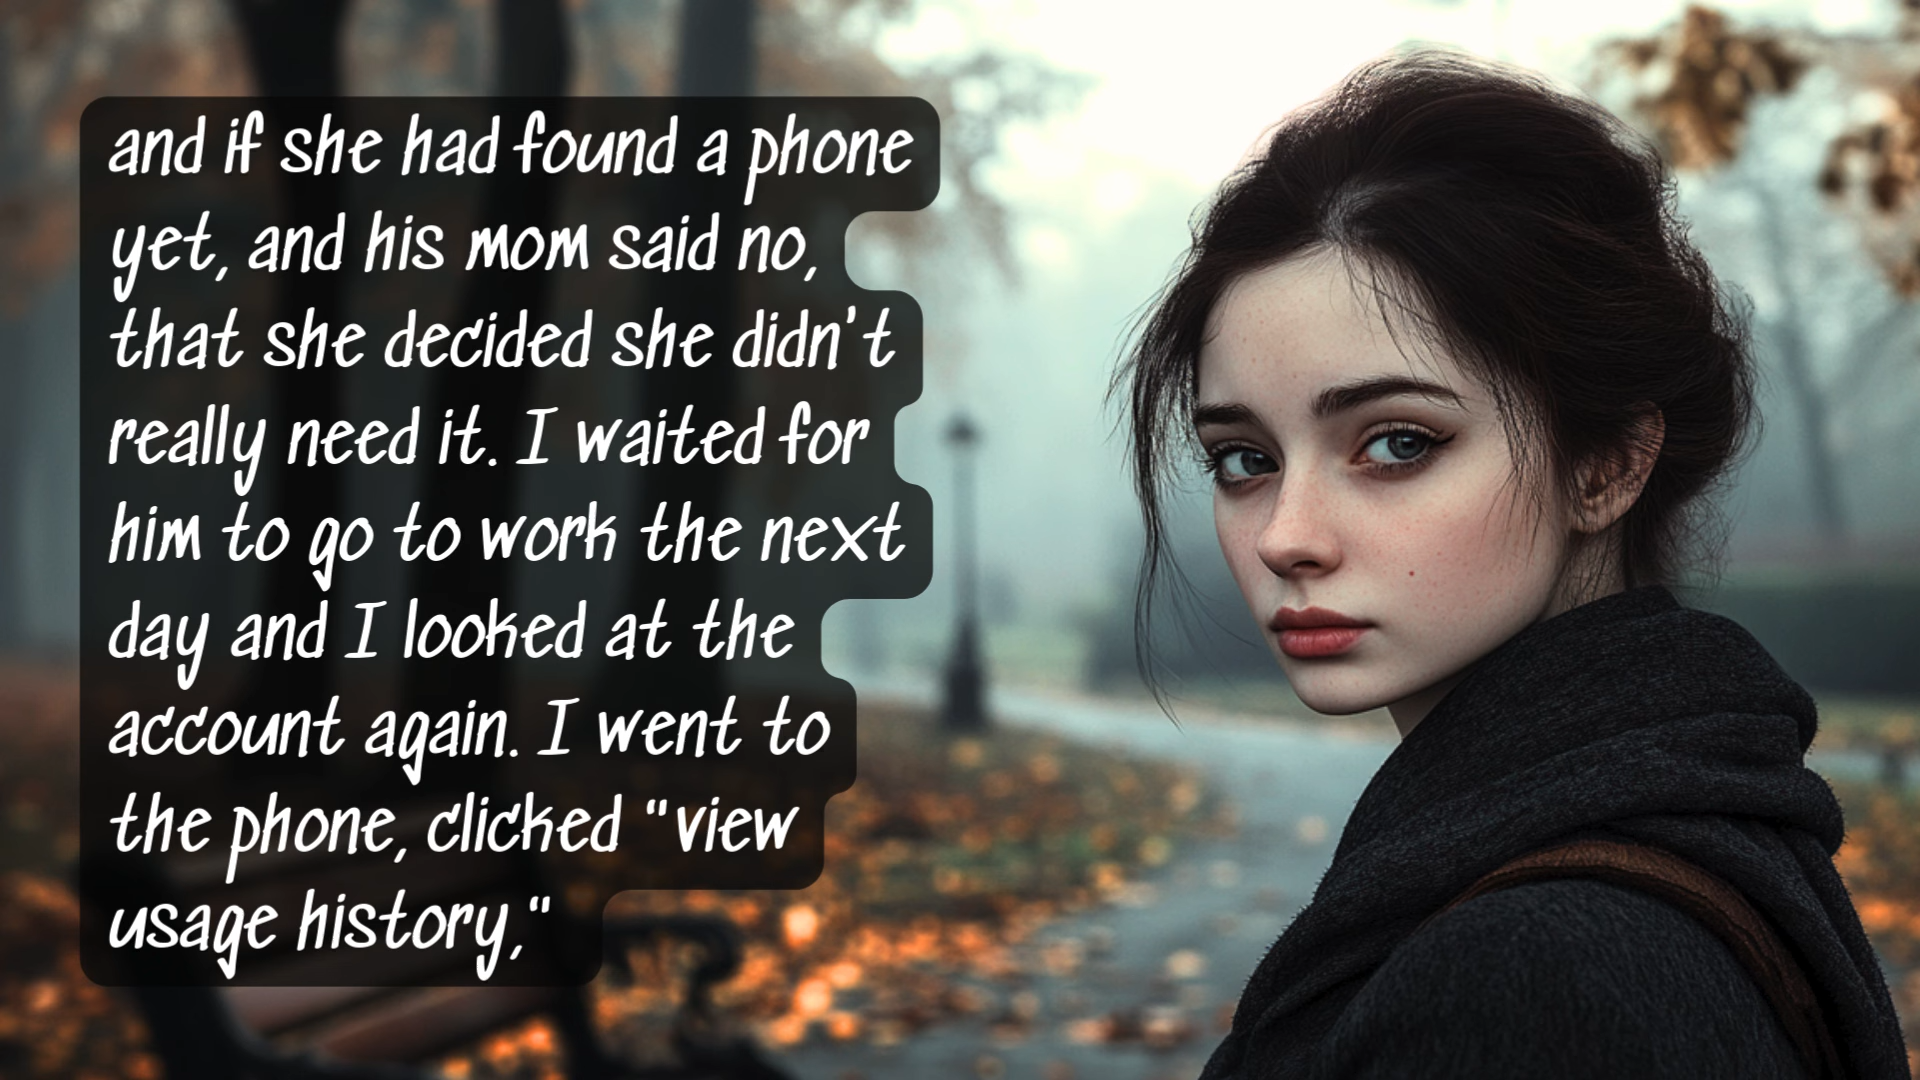 and if she had found a phone
yet, and his mom said no,
that she decided she didn't
really need it. I waited for
him to go to work the next
day and I looked at the
account again. I went to
the phone, clicked "view
usage history,"